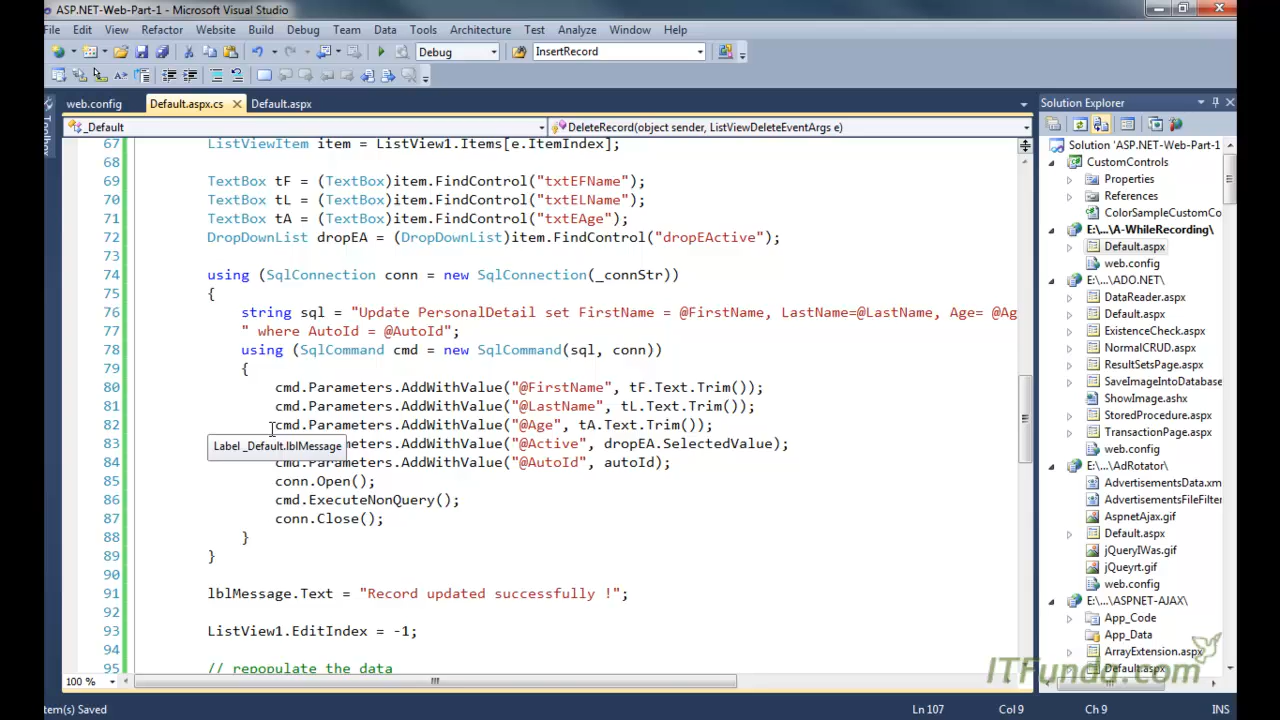 ASP.NET-Web-Part-1 - Microsoft Visual Studio
File Edit View Refactor Website Build Debug Team Data Tools Architecture Test Analyze Window Help
Debug InsertRecord
web.config Default.aspx.cs Default.aspx
Solution Explorer
Toolbox
_Default DeleteRecord(object sender, ListViewDeleteEventArgs e)
67 ListViewItem item = ListView1.Items[e.ItemIndex];
68
69 TextBox tF = (TextBox)item.FindControl("txtEFName");
70 TextBox tL = (TextBox)item.FindControl("txtELName");
71 TextBox tA = (TextBox)item.FindControl("txtEAge");
72 DropDownList dropEA = (DropDownList)item.FindControl("dropEActive");
73
74 using (SqlConnection conn = new SqlConnection(_connStr))
75 {
76 string sql = "Update PersonalDetail set FirstName = @FirstName, LastName=@LastName, Age= @Ag
77 " where AutoId = @AutoId";
78 using (SqlCommand cmd = new SqlCommand(sql, conn))
79 {
80 cmd.Parameters.AddWithValue("@FirstName", tF.Text.Trim());
81 cmd.Parameters.AddWithValue("@LastName", tL.Text.Trim());
82 cmd.Parameters.AddWithValue("@Age", tA.Text.Trim());
83 meters.AddWithValue("@Active", dropEA.SelectedValue);
Label _Default.lblMessage
84 cmd.Parameters.AddWithValue("@AutoId", autoId);
85 conn.Open();
86 cmd.ExecuteNonQuery();
87 conn.Close();
88 }
89 }
90
91 lblMessage.Text = "Record updated successfully !";
92
93 ListView1.EditIndex = -1;
94
95 // repopulate the data
100 %
Solution 'ASP.NET-Web-Part-1
CustomControls
Properties
References
ColorSampleCustomCo
E:\...\A-WhileRecording\
Default.aspx
web.config
E:\...\ADO.NET\
DataReader.aspx
Default.aspx
ExistenceCheck.aspx
NormalCRUD.aspx
ResultSetsPage.aspx
SaveImageIntoDatabase
ShowImage.ashx
StoredProcedure.aspx
TransactionPage.aspx
E:\...\AdRotator\
AdvertisementsData.xm
AdvertisementsFileFilter
AspnetAjax.gif
Default.aspx
jQueryIWas.gif
jQueyrt.gif
web.config
E:\...\ASPNET-AJAX\
App_Code
App_Data
ArrayExtension.aspx
Default.aspx
ITFunda.com
tem(s) Saved Ln 107 Col 9 Ch 9 INS